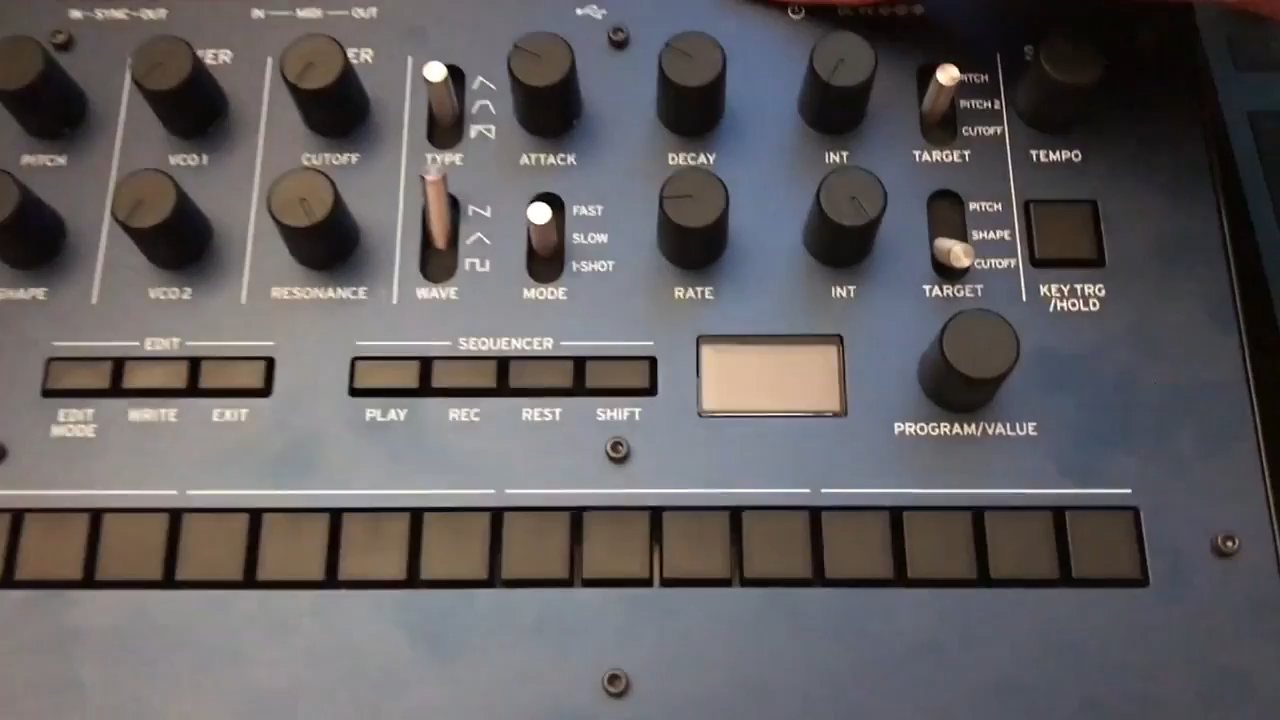 IN—SYNC—OUT
IN — MIDI — OUT
PITCH
VCO 1
CUTOFF
TYPE
ATTACK
DECAY
INT
PITCH
PITCH 2
CUTOFF
TARGET
TEMPO
SHAPE
VCO 2
RESONANCE
WAVE
FAST
SLOW
1-SHOT
MODE
RATE
INT
PITCH
SHAPE
CUTOFF
TARGET
KEY TRG
/HOLD
EDIT
SEQUENCER
EDIT
MODE
WRITE
EXIT
PLAY
REC
REST
SHIFT
PROGRAM/VALUE